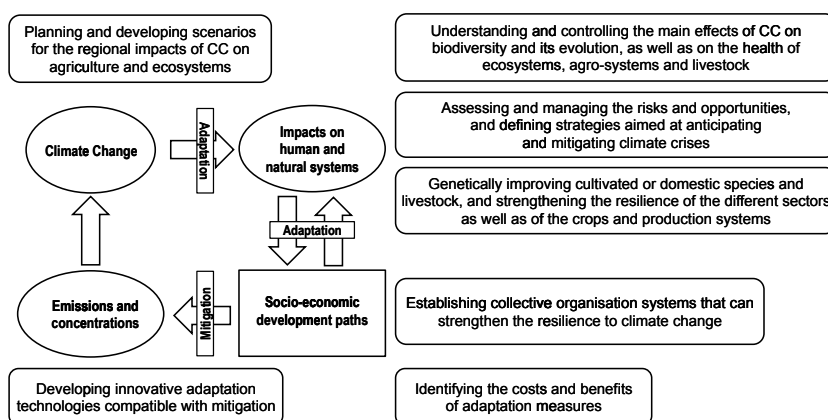 Planning and developing scenarios
for the regional impacts of CC on
agriculture and ecosystems
Understanding and controlling the main effects of CC on
biodiversity and its evolution, as well as on the health of
ecosystems, agro-systems and livestock
Assessing and managing the risks and opportunities,
and defining strategies aimed at anticipating
and mitigating climate crises
Genetically improving cultivated or domestic species and
livestock, and strengthening the resilience of the different sectors
as well as of the crops and production systems
Climate Change
Adaptation
Impacts on
human and
natural systems
Adaptation
Emissions and
concentrations
Mitigation
Socio-economic
development paths
Establishing collective organisation systems that can
strengthen the resilience to climate change
Developing innovative adaptation
technologies compatible with mitigation
Identifying the costs and benefits
of adaptation measures